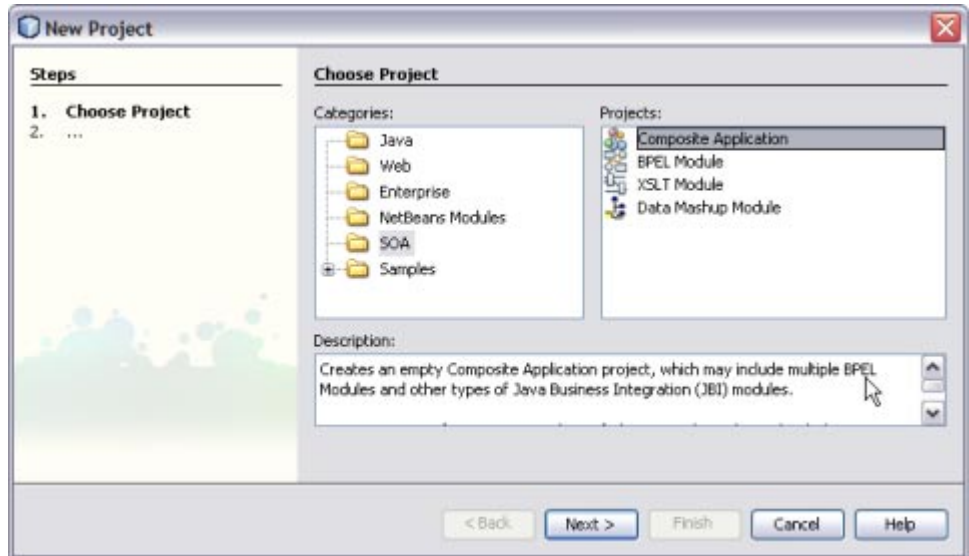 New Project
Steps
1. Choose Project
2. ...
Choose Project
Categories:
Java
Web
Enterprise
NetBeans Modules
SOA
Samples
Projects:
Composite Application
BPEL Module
XSLT Module
Data Mashup Module
Description:
Creates an empty Composite Application project, which may include multiple BPEL
Modules and other types of Java Business Integration (JBI) modules.
< Back
Next >
Finish
Cancel
Help